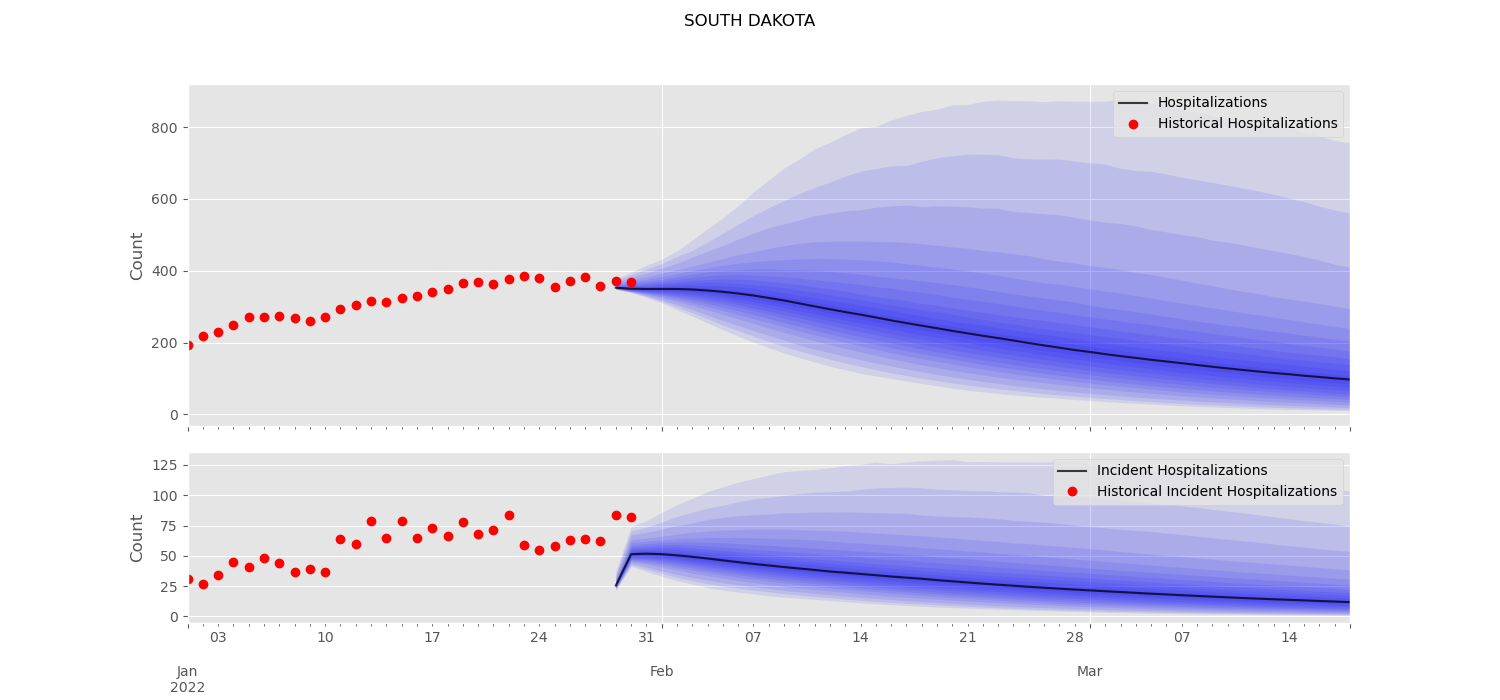 SOUTH DAKOTA
Hospitalizations
Historical Hospitalizations
Count
800
600
400
200
0
Incident Hospitalizations
Historical Incident Hospitalizations
Count
125
100
75
50
25
0
03 10 17 24 31 07 14 21 28 07 14
Jan Feb Mar
2022